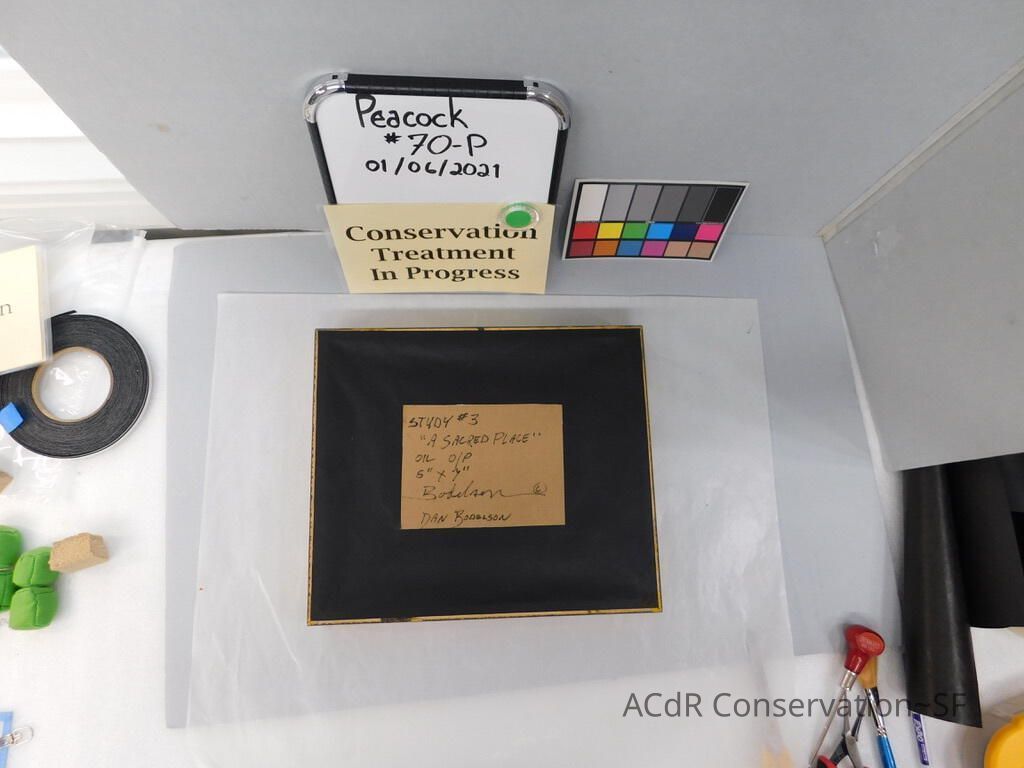 Peacock
#70-P
01/06/2021
Conservation
Treatment
In Progress
n
STUDY #3
"A SACRED PLACE"
OIL O/P
5" X 7"
Bodelson ©
DAN BODELSON
ACdR Conservation~SF